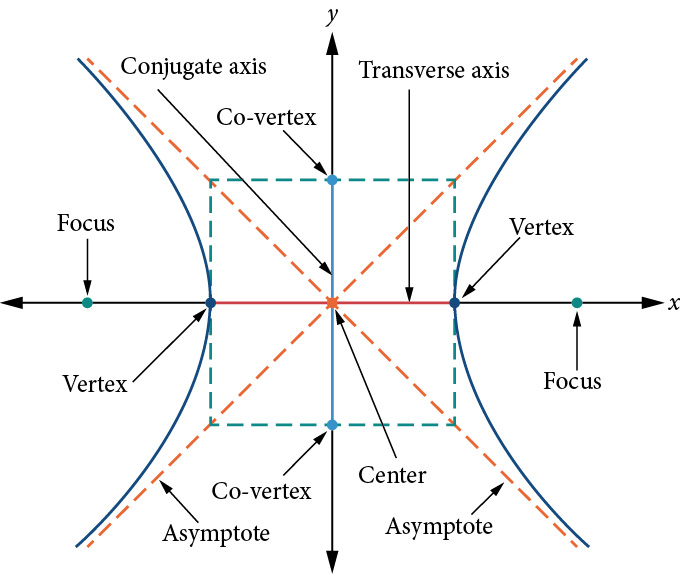 y
Conjugate axis
Transverse axis
Co-vertex
Focus
Vertex
x
Vertex
Focus
Center
Co-vertex
Asymptote
Asymptote